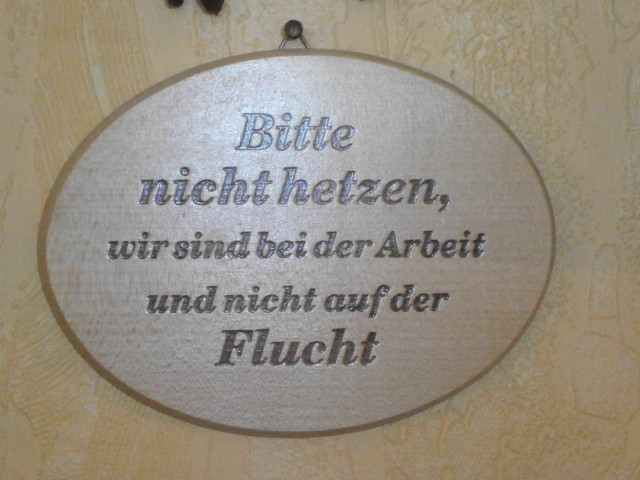 Bitte
nicht hetzen,
wir sind bei der Arbeit
und nicht auf der
Flucht